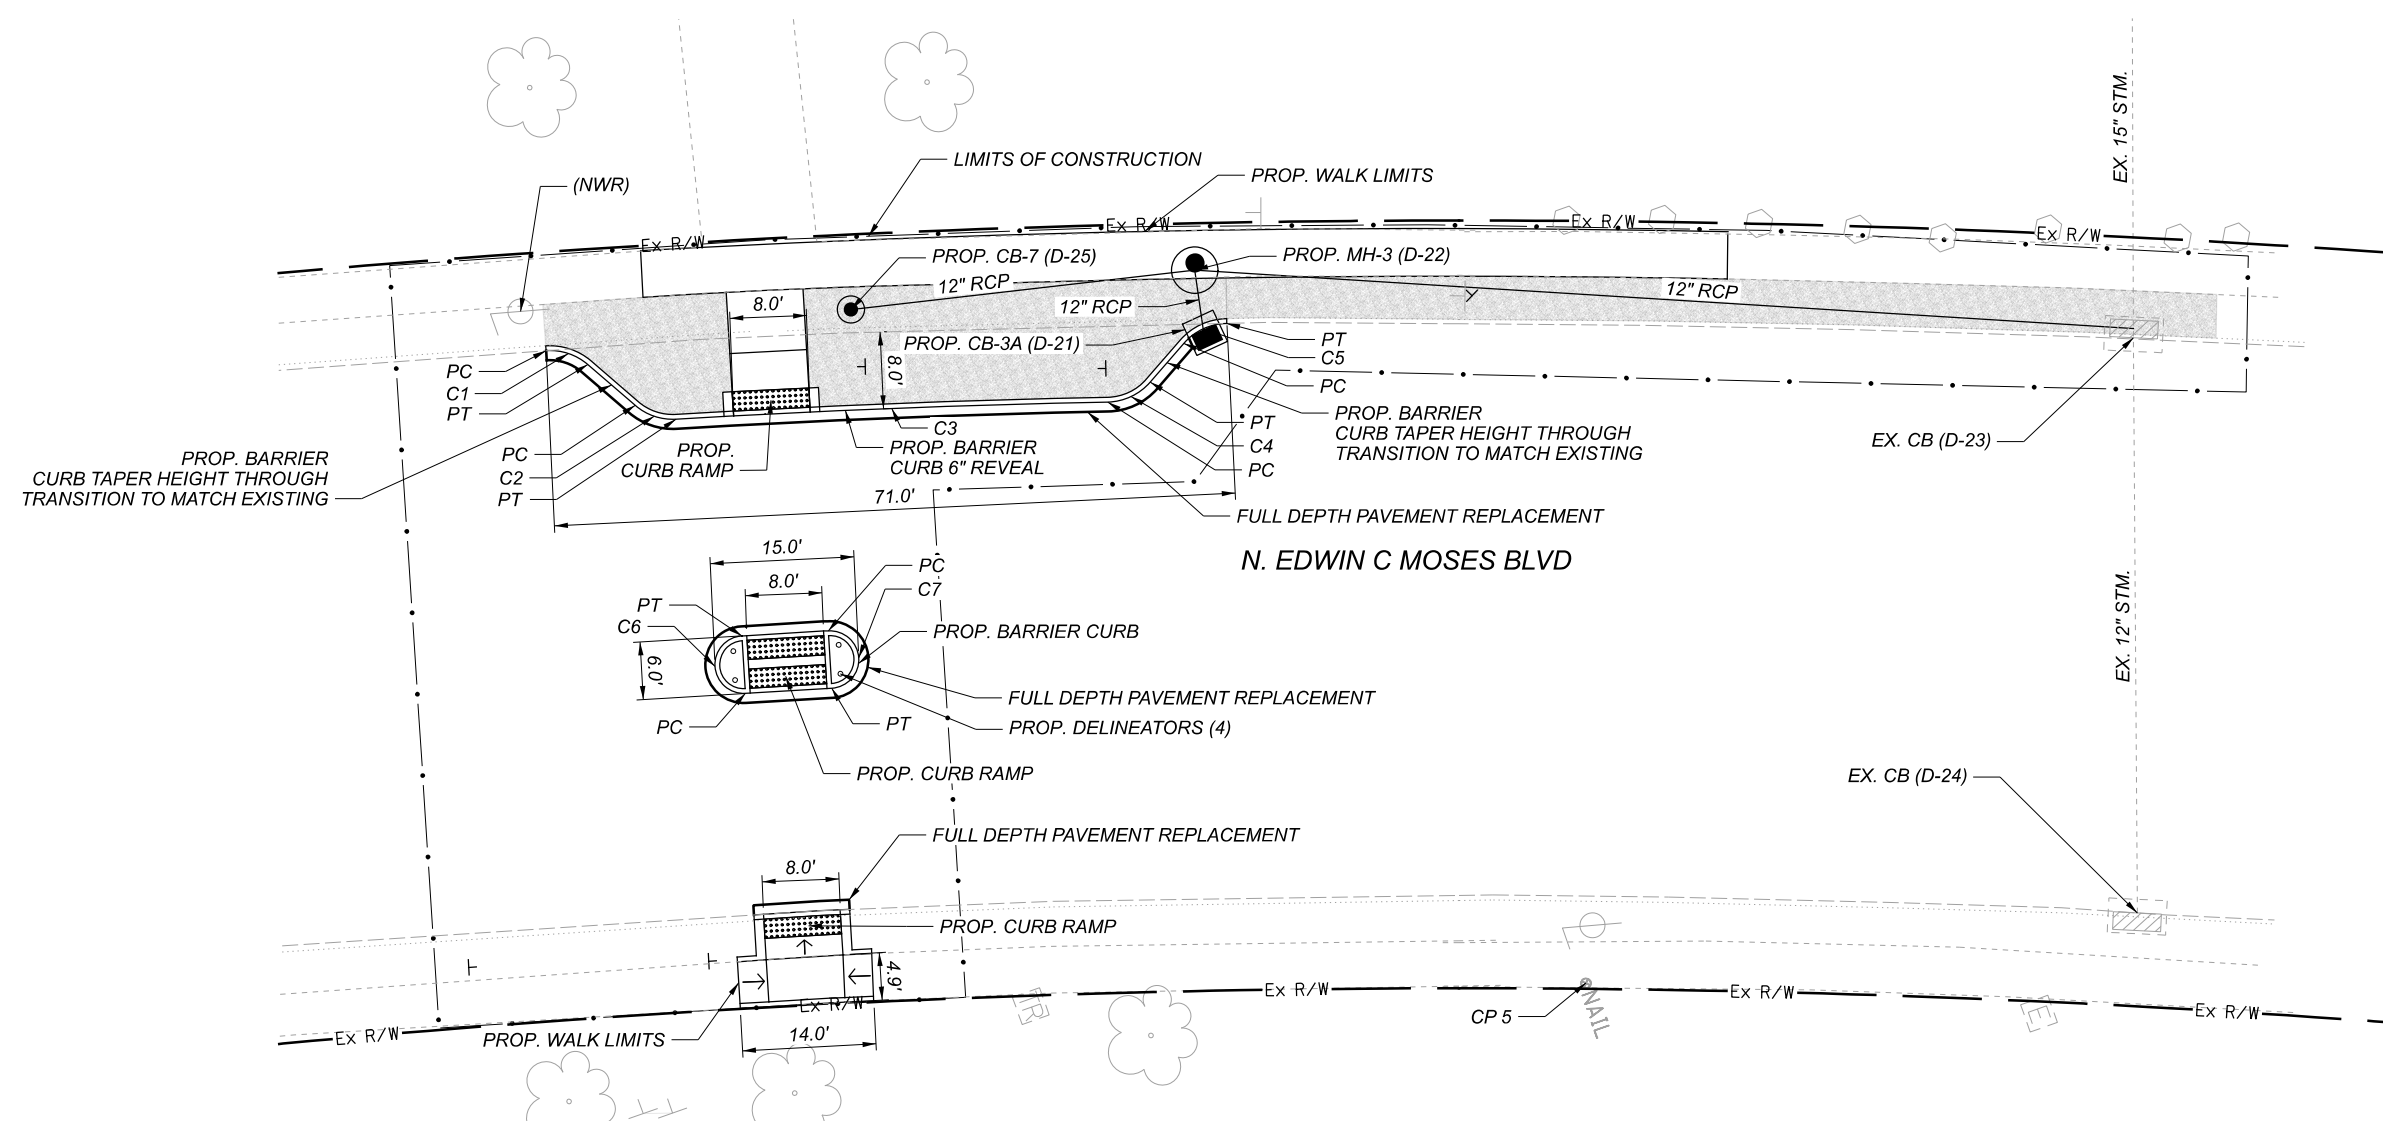 EX. 15" STM.
LIMITS OF CONSTRUCTION
PROP. WALK LIMITS
(NWR)
Ex R/W
Ex R/W
Ex R/W
Ex R/W
PROP. CB-7 (D-25)
PROP. MH-3 (D-22)
12" RCP
12" RCP
12" RCP
8.0'
PROP. CB-3A (D-21)
8.0'
PT
C5
PC
PC
C1
PT
PROP. BARRIER
CURB TAPER HEIGHT THROUGH
TRANSITION TO MATCH EXISTING
PT
C4
PC
C3
PROP. BARRIER
CURB 6" REVEAL
PROP.
CURB RAMP
PC
C2
PT
PROP. BARRIER
CURB TAPER HEIGHT THROUGH
TRANSITION TO MATCH EXISTING
EX. CB (D-23)
71.0'
FULL DEPTH PAVEMENT REPLACEMENT
N. EDWIN C MOSES BLVD
15.0'
8.0'
PC
C7
PT
C6
PROP. BARRIER CURB
6.0'
FULL DEPTH PAVEMENT REPLACEMENT
PC
PT
PROP. DELINEATORS (4)
PROP. CURB RAMP
EX. 12" STM.
EX. CB (D-24)
FULL DEPTH PAVEMENT REPLACEMENT
8.0'
PROP. CURB RAMP
4.9'
Ex R/W
Ex R/W
Ex R/W
Ex R/W
Ex R/W
PROP. WALK LIMITS
14.0'
TR
CP 5
NAIL
E